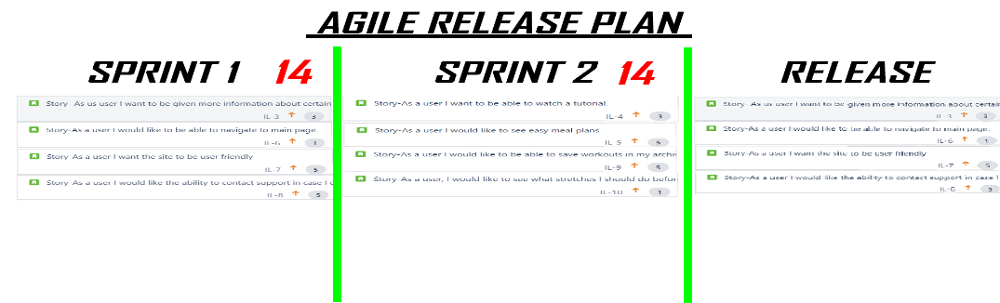 AGILE RELEASE PLAN
SPRINT 1 14
Story- As us user I want to be given more information about certain
IL-3 3
Story-As a user I would like to be able to navigate to main page.
IL-6 1
Story-As a user I want the site to be user friendly
IL-7 5
Story-As a user I would like the ability to contact support in case I c
IL-8 5
SPRINT 2 14
Story-As a user I want to be able to watch a tutorial.
IL-4 3
Story-As a user I would like to see easy meal plans
IL 5 5
Story-As a user I would like to be able to save workouts in my archi
IL-9 5
Story-As a user, I would like to see what stretches I should do befor
IL-10 1
RELEASE
Story- As us user I want to be given more information about certain
IL-3 3
Story-As a user I would like to be able to navigate to main page.
IL-6 1
Story-As a user I want the site to be user friendly
IL-7 5
Story-As a user I would like the ability to contact support in case I
IL-8 5